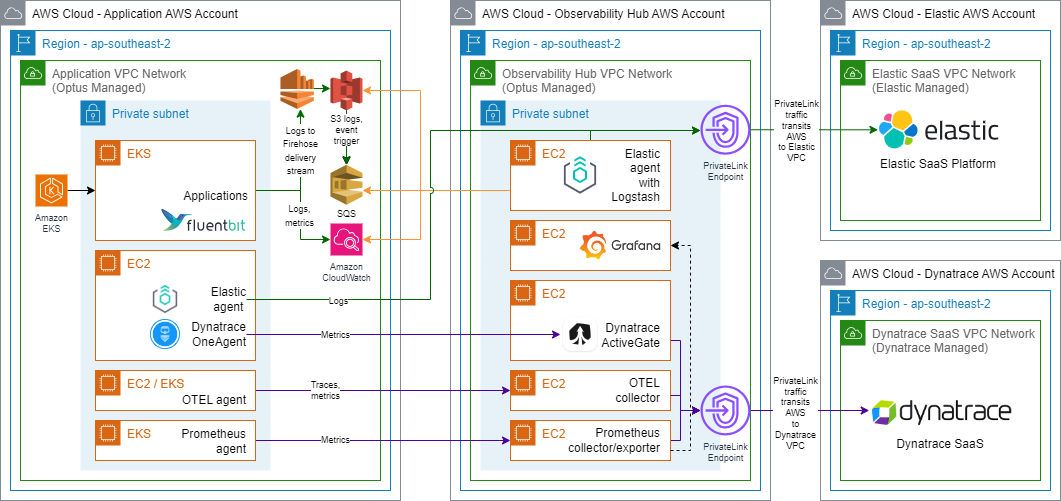 AWS Cloud - Application AWS Account
Region - ap-southeast-2
Application VPC Network
(Optus Managed)
Private subnet
EKS
Applications
fluentbit
Amazon
EKS
Logs to
Firehose
delivery
stream
S3 logs,
event
trigger
SQS
Logs,
metrics
Amazon
CloudWatch
EC2
Elastic
agent
Logs
Dynatrace
OneAgent
Metrics
EC2 / EKS
OTEL agent
Traces,
metrics
EKS
Prometheus
agent
Metrics
AWS Cloud - Observability Hub AWS Account
Region - ap-southeast-2
Observability Hub VPC Network
(Optus Managed)
Private subnet
EC2
Elastic
agent
with
Logstash
EC2
Grafana
EC2
Dynatrace
ActiveGate
EC2
OTEL
collector
EC2
Prometheus
collector/exporter
PrivateLink
Endpoint
PrivateLink
Endpoint
PrivateLink
traffic
transits
AWS
to Elastic
VPC
PrivateLink
traffic
transits
AWS
to
Dynatrace
VPC
AWS Cloud - Elastic AWS Account
Region - ap-southeast-2
Elastic SaaS VPC Network
(Elastic Managed)
elastic
Elastic SaaS Platform
AWS Cloud - Dynatrace AWS Account
Region - ap-southeast-2
Dynatrace SaaS VPC Network
(Dynatrace Managed)
dynatrace
Dynatrace SaaS